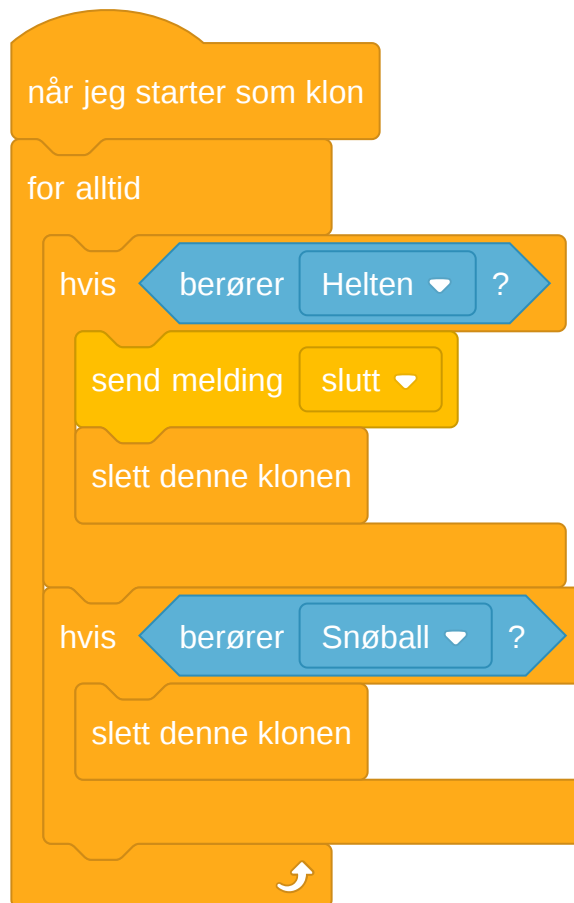 når jeg starter som klon
for alltid
hvis berører Helten ?
send melding slutt
slett denne klonen
hvis berører Snøball ?
slett denne klonen